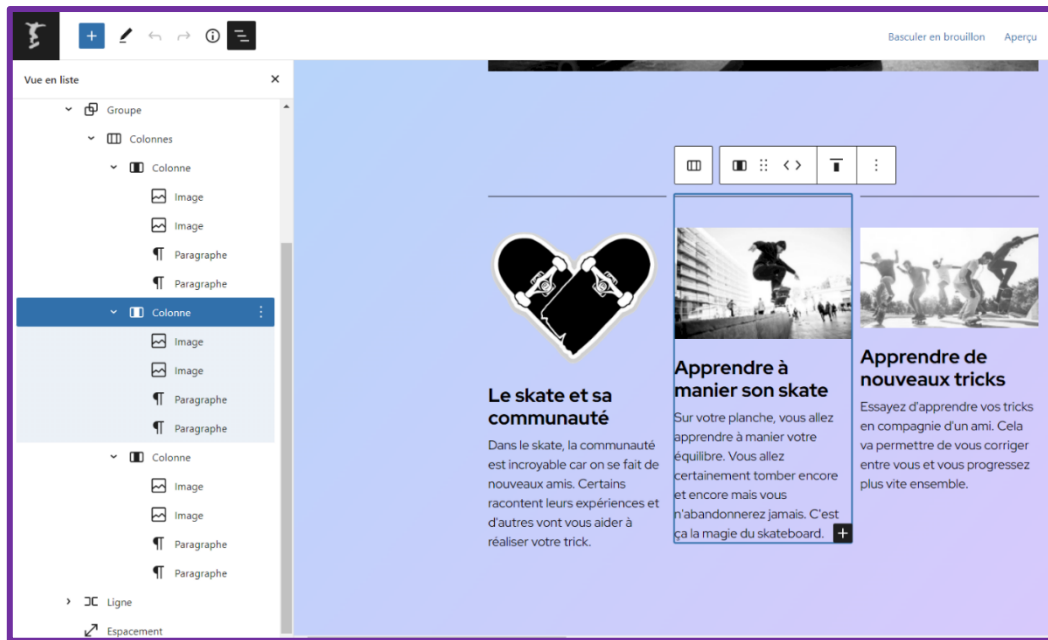 Basculer en brouillon Aperçu
Vue en liste
Groupe
Colonnes
Colonne
Image
Image
Paragraphe
Paragraphe
Colonne
Image
Image
Paragraphe
Paragraphe
Colonne
Image
Image
Paragraphe
Paragraphe
Ligne
Espacement
Le skate et sa
communauté
Dans le skate, la communauté
est incroyable car on se fait de
nouveaux amis. Certains
racontent leurs expériences et
d'autres vont vous aider à
réaliser votre trick.
Apprendre à
manier son skate
Sur votre planche, vous allez
apprendre à manier votre
équilibre. Vous allez
certainement tomber encore
et encore mais vous
n'abandonnerez jamais. C'est
ça la magie du skateboard.
Apprendre de
nouveaux tricks
Essayez d'apprendre vos tricks
en compagnie d'un ami. Cela
va permettre de vous corriger
entre vous et vous progressez
plus vite ensemble.